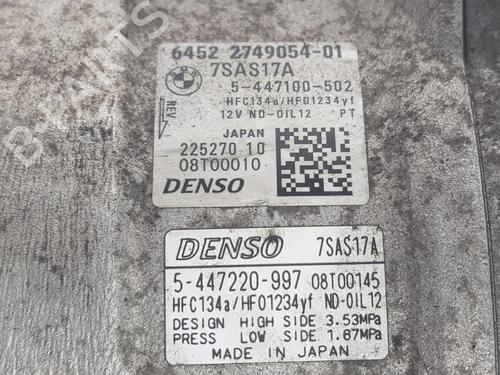 6452 2749054-01
7SAS17A
5-447100-502
HFC134a/HFO1234yf
REV
12V ND-OIL12 PT
JAPAN
225270 10
08T00010
DENSO
DENSO 7SAS17A
5-447220-997 08T00145
HFC134a/HFO1234yf ND-OIL12
DESIGN HIGH SIDE 3.53MPa
PRESS LOW SIDE 1.67MPa
MADE IN JAPAN